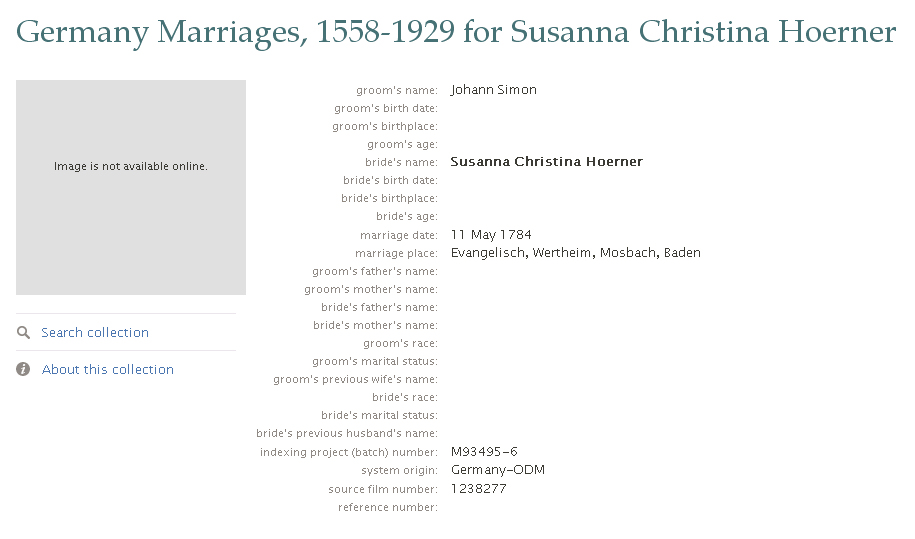 Germany Marriages, 1558-1929 for Susanna Christina Hoerner
Image is not available online.
Search collection
About this collection
groom's name: Johann Simon
groom's birth date:
groom's birthplace:
groom's age:
bride's name: Susanna Christina Hoerner
bride's birth date:
bride's birthplace:
bride's age:
marriage date: 11 May 1784
marriage place: Evangelisch, Wertheim, Mosbach, Baden
groom's father's name:
groom's mother's name:
bride's father's name:
bride's mother's name:
groom's race:
groom's marital status:
groom's previous wife's name:
bride's race:
bride's marital status:
bride's previous husband's name:
indexing project (batch) number: M93495-6
system origin: Germany-ODM
source film number: 1238277
reference number: